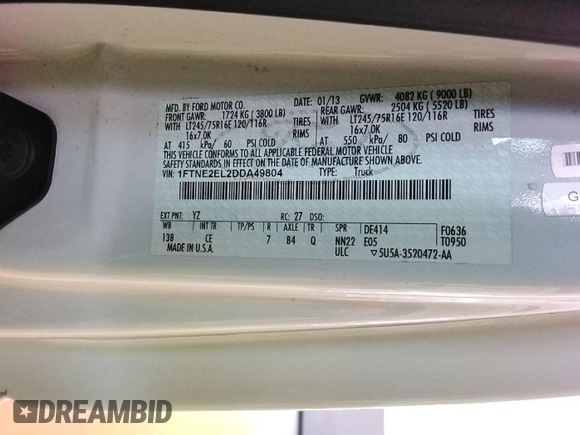 MFD. BY FORD MOTOR CO.
01/13 GVWR: 4082 KG ( 9000 LB)
FRONT GAWR: 1724 KG ( 3800 LB)
REAR GAWR: 2504 KG ( 5520 LB)
WITH LT245/75R16E 120/116R TIRES
WITH LT245/75R16E 120/116R TIRES
16x7.0K RIMS
16x7.0K RIMS
AT 415 kPa/ 60 PSI COLD
AT 550 kPa/ 80 PSI COLD
THIS VEHICLE CONFORMS TO ALL APPLICABLE FEDERAL MOTOR VEHICLE
SAFETY STANDARDS IN EFFECT ON THE DATE OF MANUFACTURE SHOWN ABOVE.
VIN: 1FTNE2EL2DDA49804 TYPE: Truck
EXT PNT: YZ RC: 27 DSO:
WB INT TR TP/PS R AXLE TR SPR DE414 F0636
138 CE 7 B4 Q NN22 E05 T0950
MADE IN U.S.A. ULC 5U5A-3520472-AA
G
DREAMBID